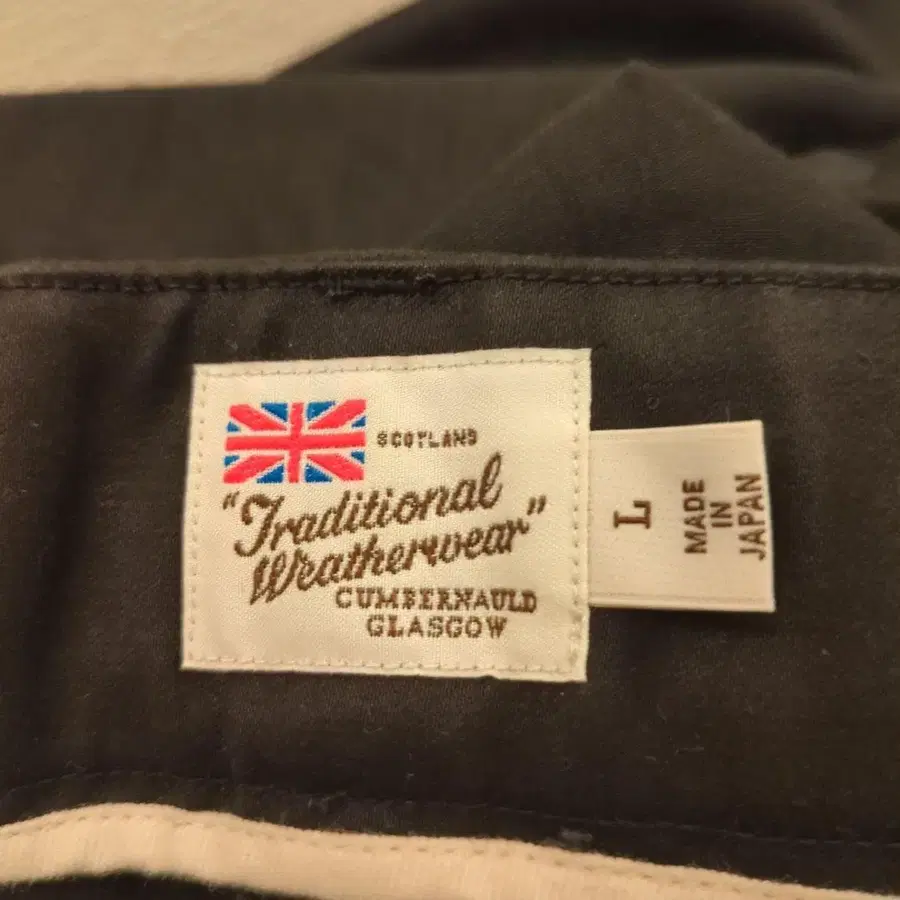 SCOTLAND
"Traditional
Weatherwear"
CUMBERNAULD
GLASGOW
L
MADE
IN
JAPAN